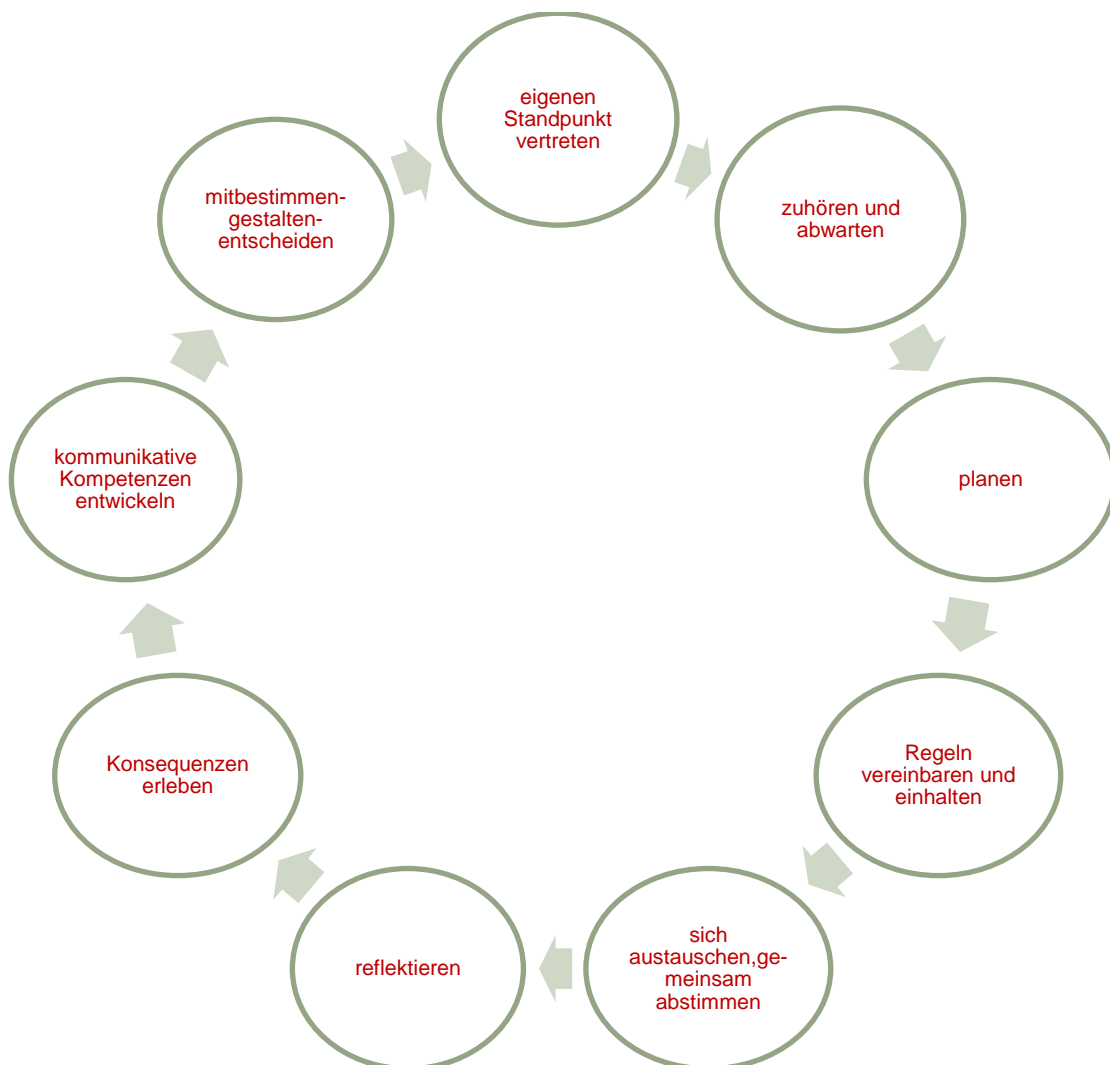 eigenen
Standpunkt
vertreten
zuhören und
abwarten
planen
Regeln
vereinbaren und
einhalten
sich
austauschen,ge-
meinsam
abstimmen
reflektieren
Konsequenzen
erleben
kommunikative
Kompetenzen
entwickeln
mitbestimmen-
gestalten-
entscheiden